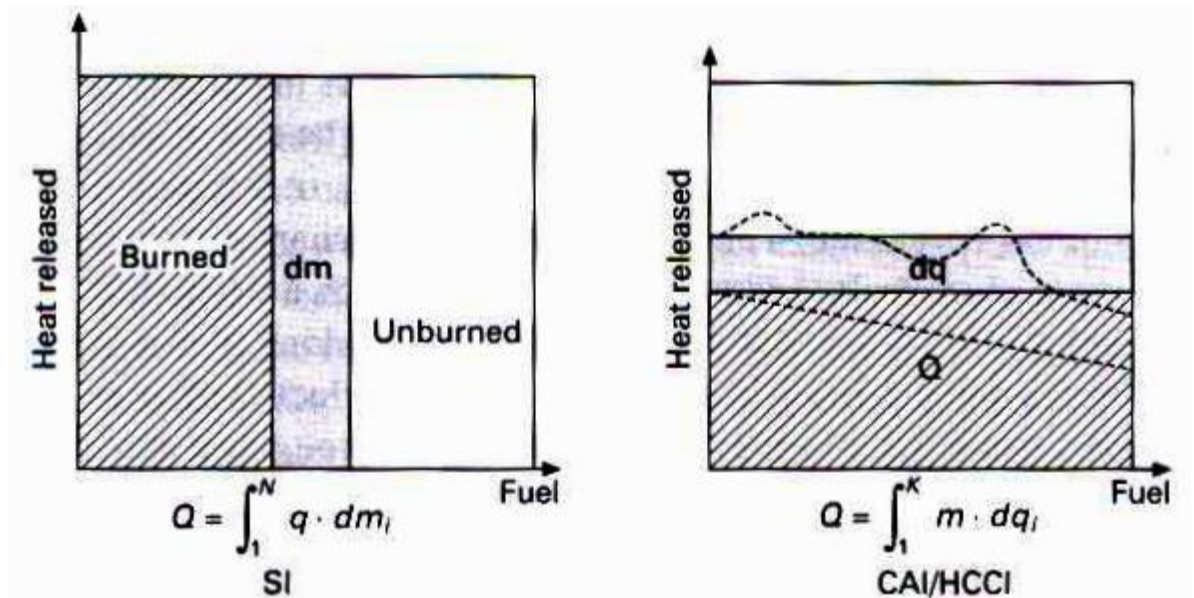 Heat released
Burned
dm
Unburned
Fuel
Q = ∫₁ᴺ q · dmᵢ
SI
Heat released
dq
Q
Fuel
Q = ∫₁ᴷ m · dqᵢ
CAI/HCCI